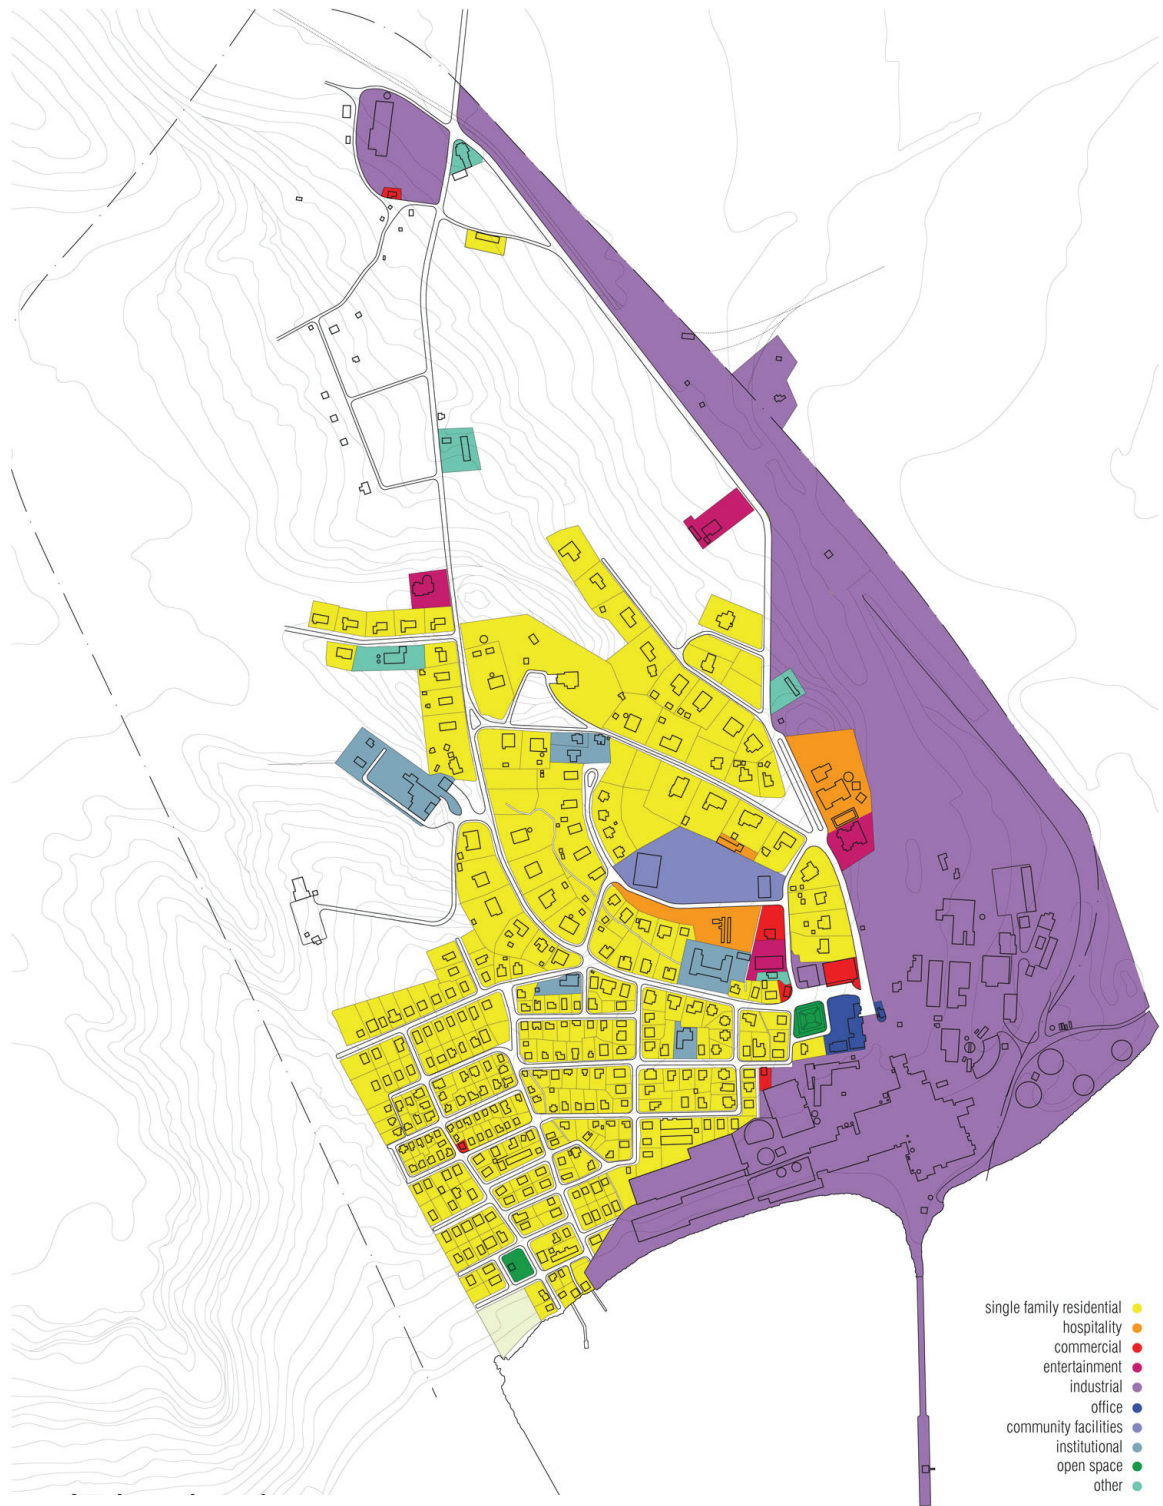 single family residential
hospitality
commercial
entertainment
industrial
office
community facilities
institutional
open space
other